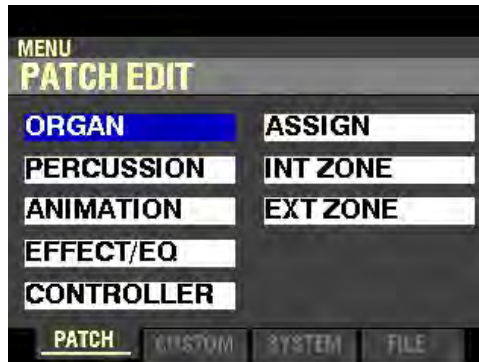 MENU
PATCH EDIT
ORGAN
PERCUSSION
ANIMATION
EFFECT/EQ
CONTROLLER
ASSIGN
INT ZONE
EXT ZONE
PATCH CUSTOM SYSTEM FILE